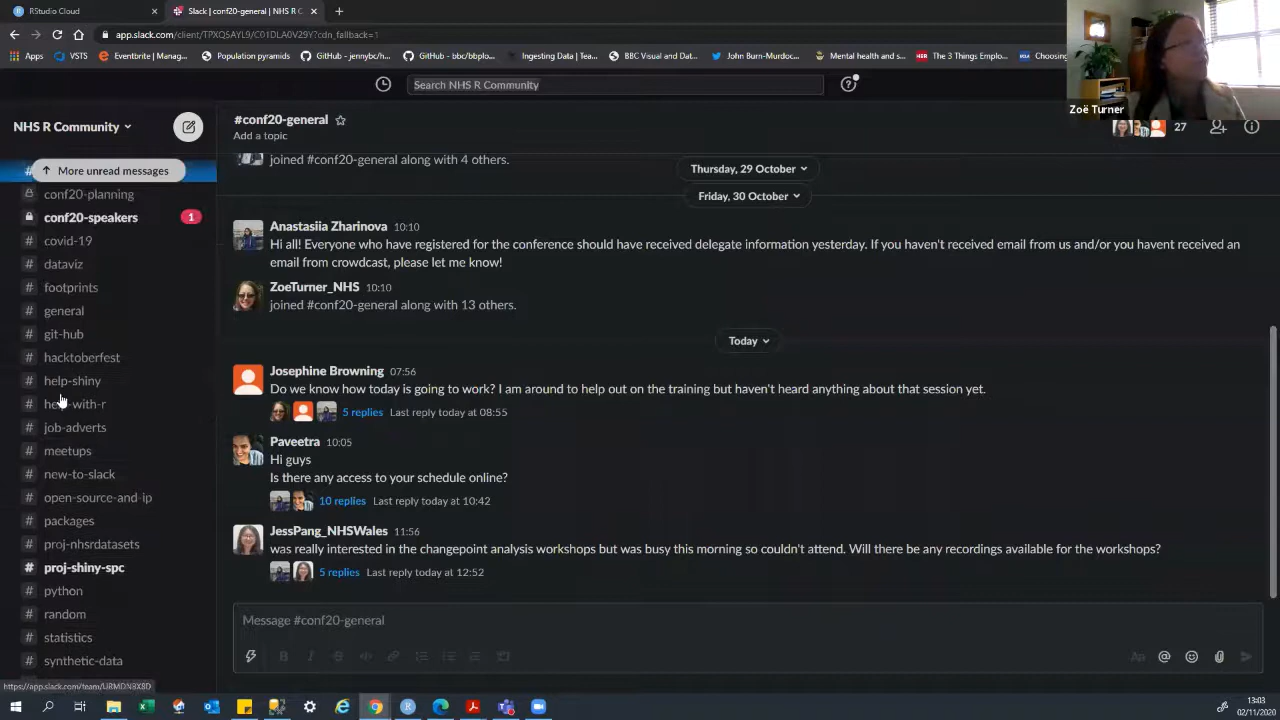 RStudio Cloud
Slack | conf20-general | NHS R C
app.slack.com/client/TPXQSAYL9/C01DLA0V29Y?cdn_fallback=1
Apps
VSTS
Eventbrite | Manag...
Population pyramids
GitHub - jennybc/h...
GitHub - bbc/bbplo...
Ingesting Data | Tea...
BBC Visual and Dat...
John Burn-Murdoc...
Mental health and s...
The 3 Things Emplo...
Choosing
Search NHS R Community
Zoë Turner
NHS R Community
#conf20-general
Add a topic
27
More unread messages
conf20-planning
conf20-speakers
1
covid-19
dataviz
footprints
general
git-hub
hacktoberfest
help-shiny
help-with-r
job-adverts
meetups
new-to-slack
open-source-and-ip
packages
proj-nhsrdatasets
proj-shiny-spc
python
random
statistics
synthetic-data
joined #conf20-general along with 4 others.
Thursday, 29 October
Friday, 30 October
Anastasiia Zharinova 10:10
Hi all! Everyone who have registered for the conference should have received delegate information yesterday. If you haven't received email from us and/or you havent received an
email from crowdcast, please let me know!
ZoeTurner_NHS 10:10
joined #conf20-general along with 13 others.
Today
Josephine Browning 07:56
Do we know how today is going to work? I am around to help out on the training but haven't heard anything about that session yet.
5 replies Last reply today at 08:55
Paveetra 10:05
Hi guys
Is there any access to your schedule online?
10 replies Last reply today at 10:42
JessPang_NHSWales 11:56
was really interested in the changepoint analysis workshops but was busy this morning so couldn't attend. Will there be any recordings available for the workshops?
5 replies Last reply today at 12:52
Message #conf20-general
https://app.slack.com/team/URMDN3X8D
13:03
02/11/2020